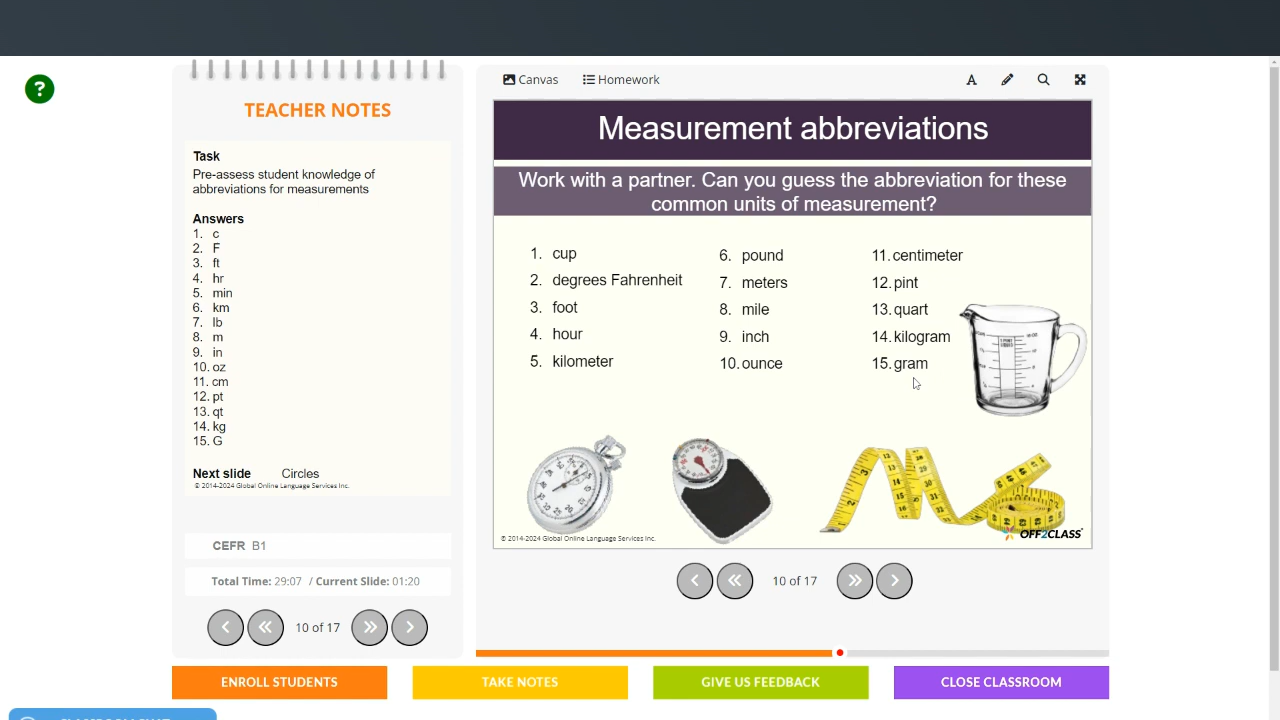 ?
TEACHER NOTES
Task
Pre-assess student knowledge of
abbreviations for measurements
Answers
1. c
2. F
3. ft
4. hr
5. min
6. km
7. lb
8. m
9. in
10. oz
11. cm
12. pt
13. qt
14. kg
15. G
Next slide Circles
© 2014-2024 Global Online Language Services Inc.
CEFR B1
Total Time: 29:07 / Current Slide: 01:20
10 of 17
Canvas Homework
A
Measurement abbreviations
Work with a partner. Can you guess the abbreviation for these
common units of measurement?
1. cup
2. degrees Fahrenheit
3. foot
4. hour
5. kilometer
6. pound
7. meters
8. mile
9. inch
10. ounce
11. centimeter
12. pint
13. quart
14. kilogram
15. gram
© 2014-2024 Global Online Language Services Inc.
OFF2CLASS
10 of 17
ENROLL STUDENTS
TAKE NOTES
GIVE US FEEDBACK
CLOSE CLASSROOM